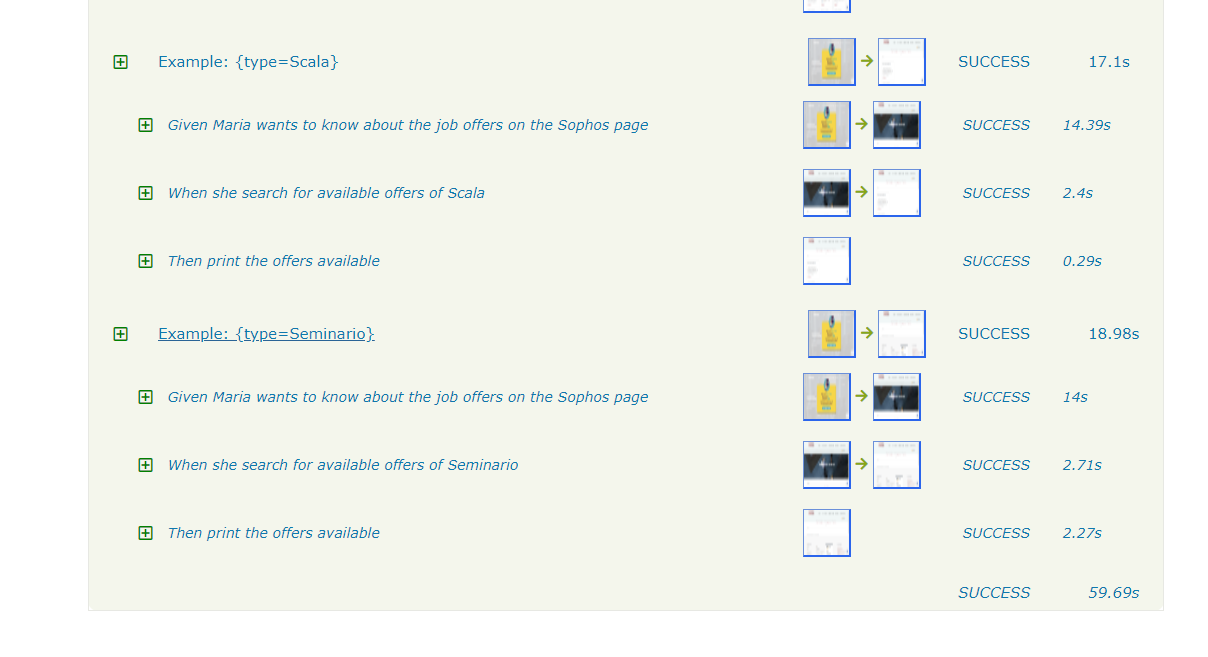 Example: {type=Scala} SUCCESS 17.1s
Given Maria wants to know about the job offers on the Sophos page SUCCESS 14.39s
When she search for available offers of Scala SUCCESS 2.4s
Then print the offers available SUCCESS 0.29s
Example: {type=Seminario} SUCCESS 18.98s
Given Maria wants to know about the job offers on the Sophos page SUCCESS 14s
When she search for available offers of Seminario SUCCESS 2.71s
Then print the offers available SUCCESS 2.27s
SUCCESS 59.69s